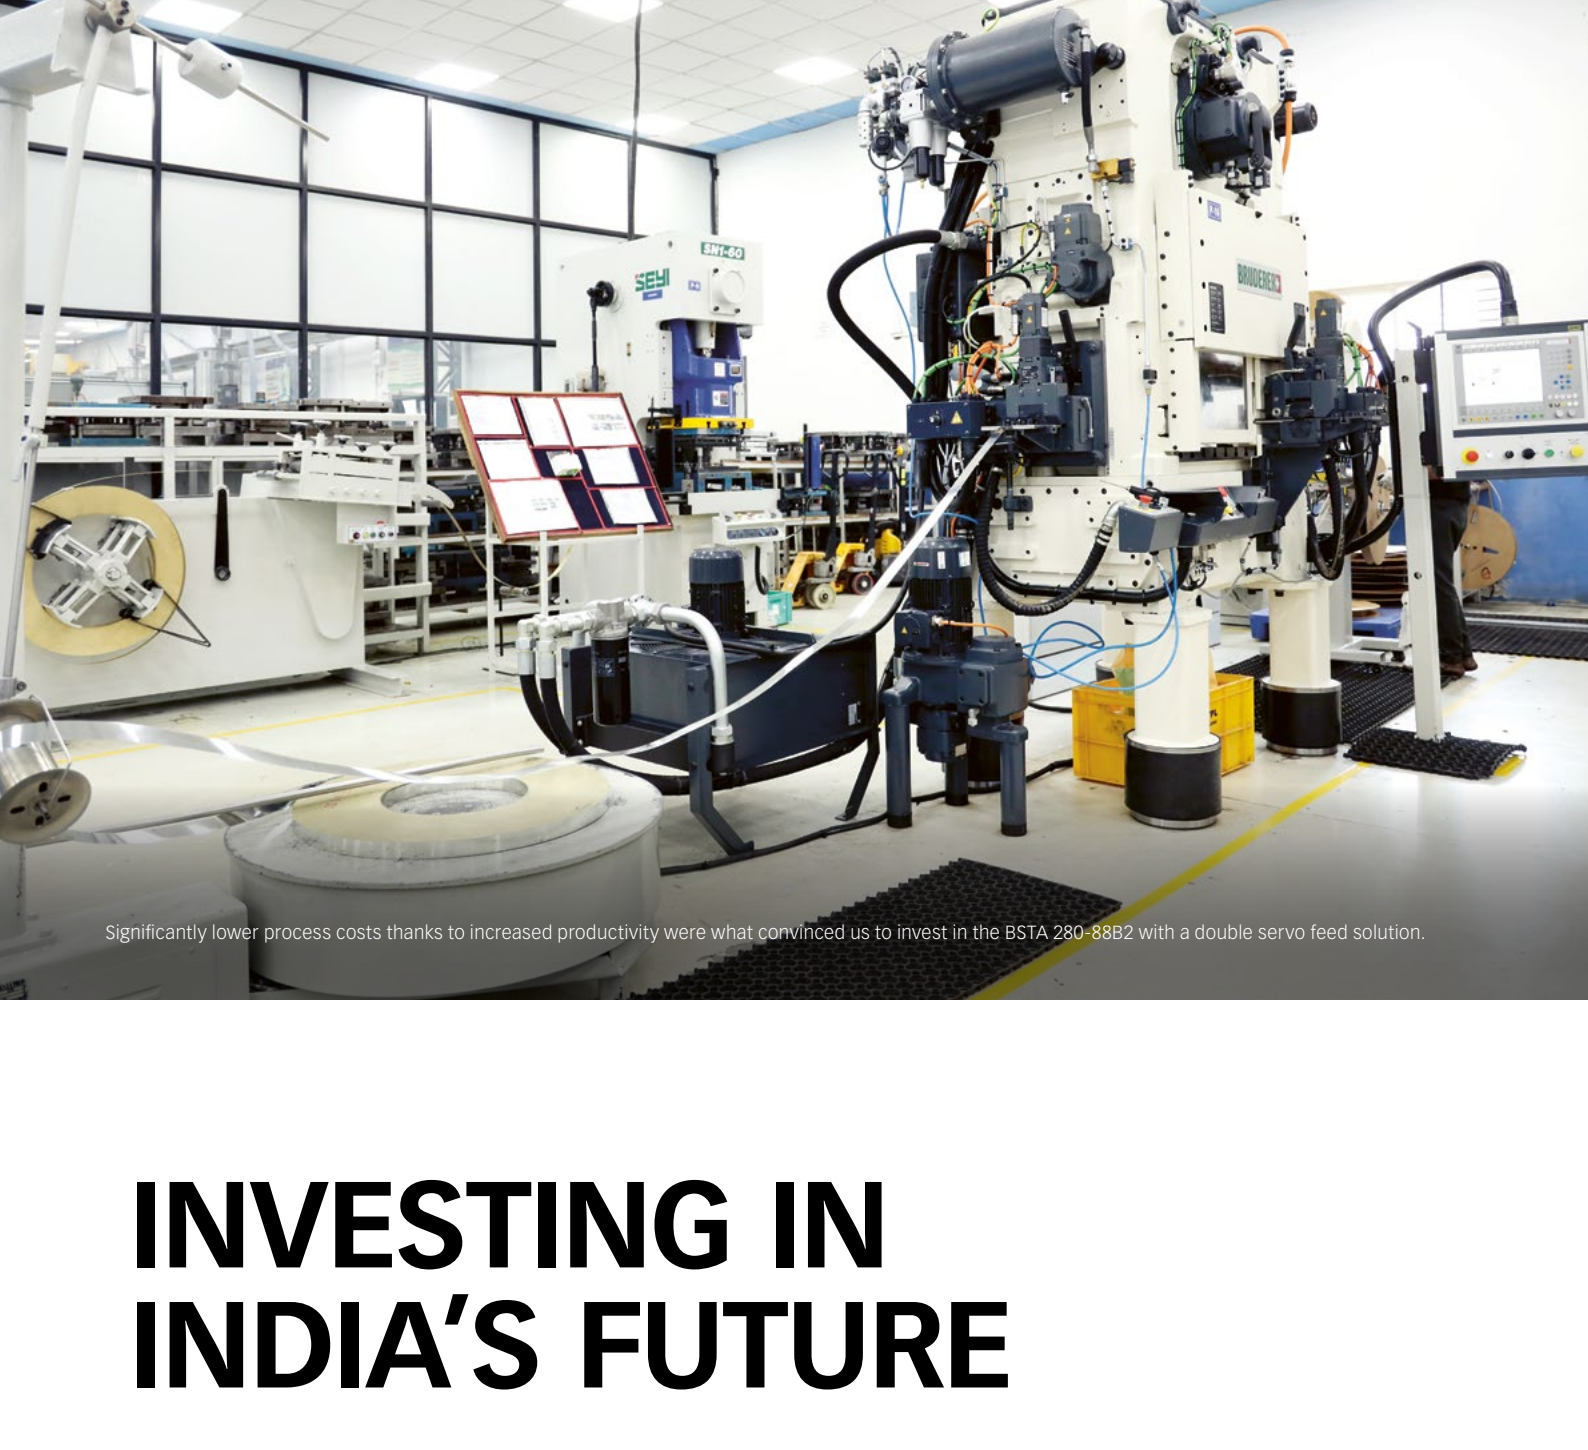 SN1-60
SEYI
BRUDERER
Significantly lower process costs thanks to increased productivity were what convinced us to invest in the BSTA 280-88B2 with a double servo feed solution.
INVESTING IN
INDIA’S FUTURE